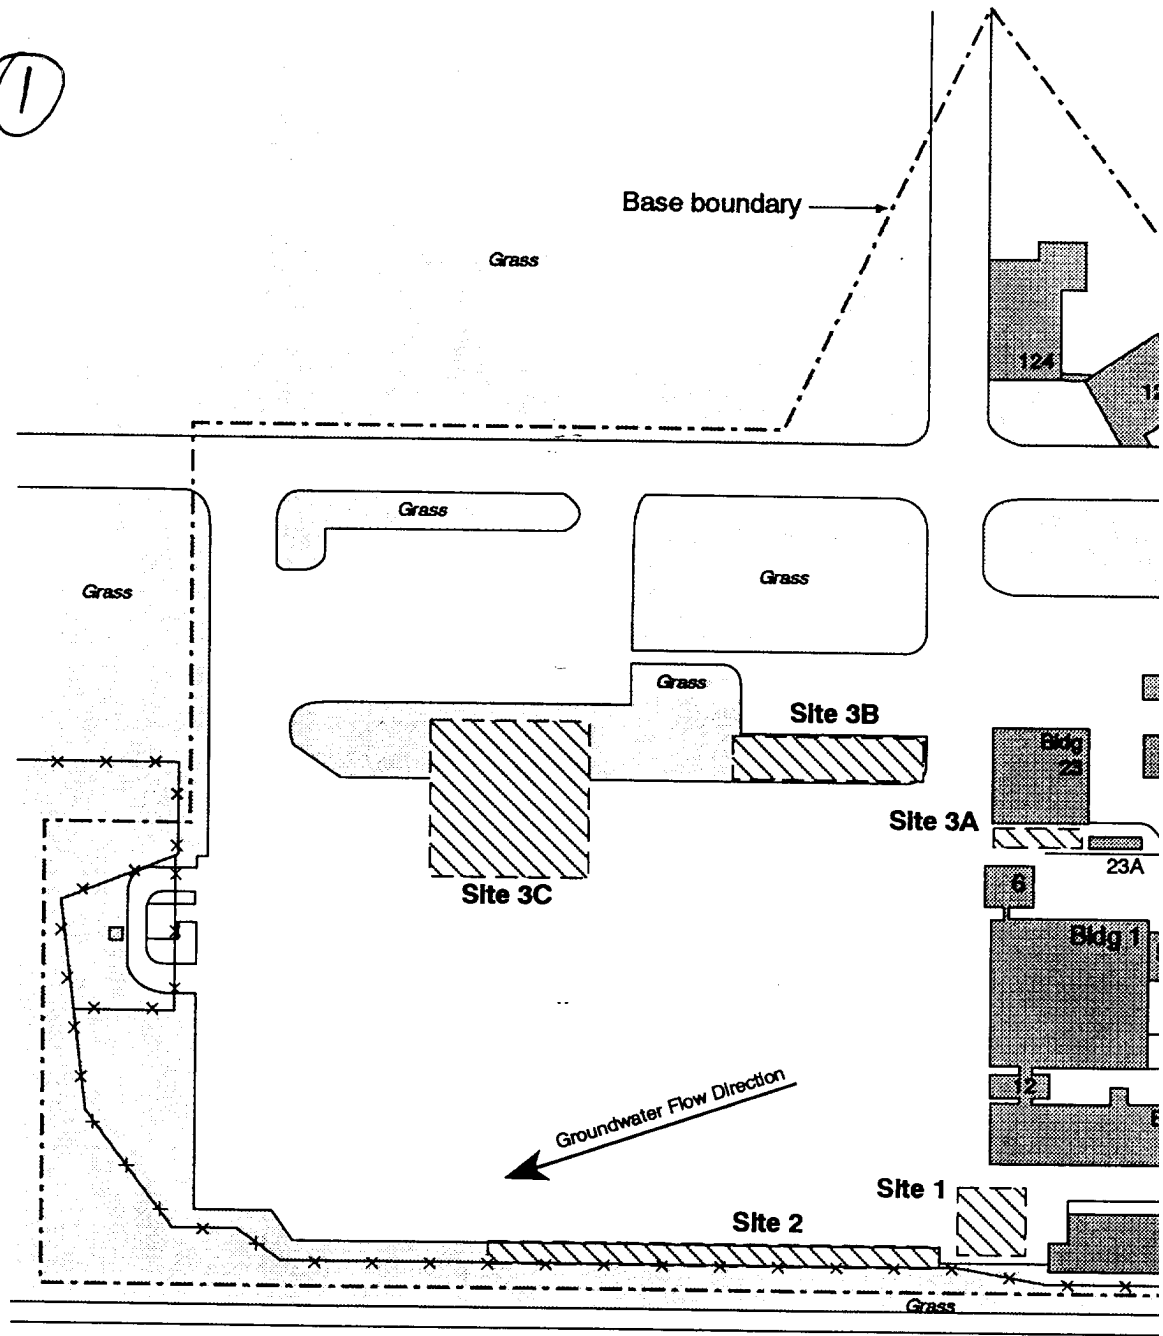 1
Base boundary
Grass
124
12
Grass
Grass
Grass
Grass
Site 3B
Bldg
23
Site 3A
23A
Site 3C
6
Bldg 1
12
Groundwater Flow Direction
Site 1
Site 2
Grass